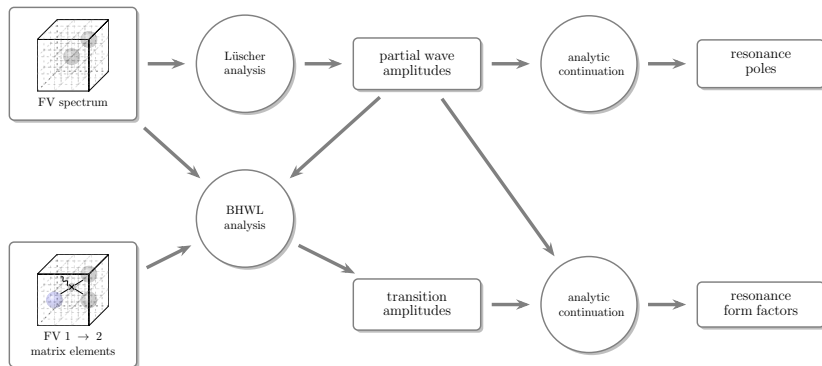 FV spectrum
Lüscher
analysis
partial wave
amplitudes
analytic
continuation
resonance
poles
BHWL
analysis
FV 1 → 2
matrix elements
transition
amplitudes
analytic
continuation
resonance
form factors